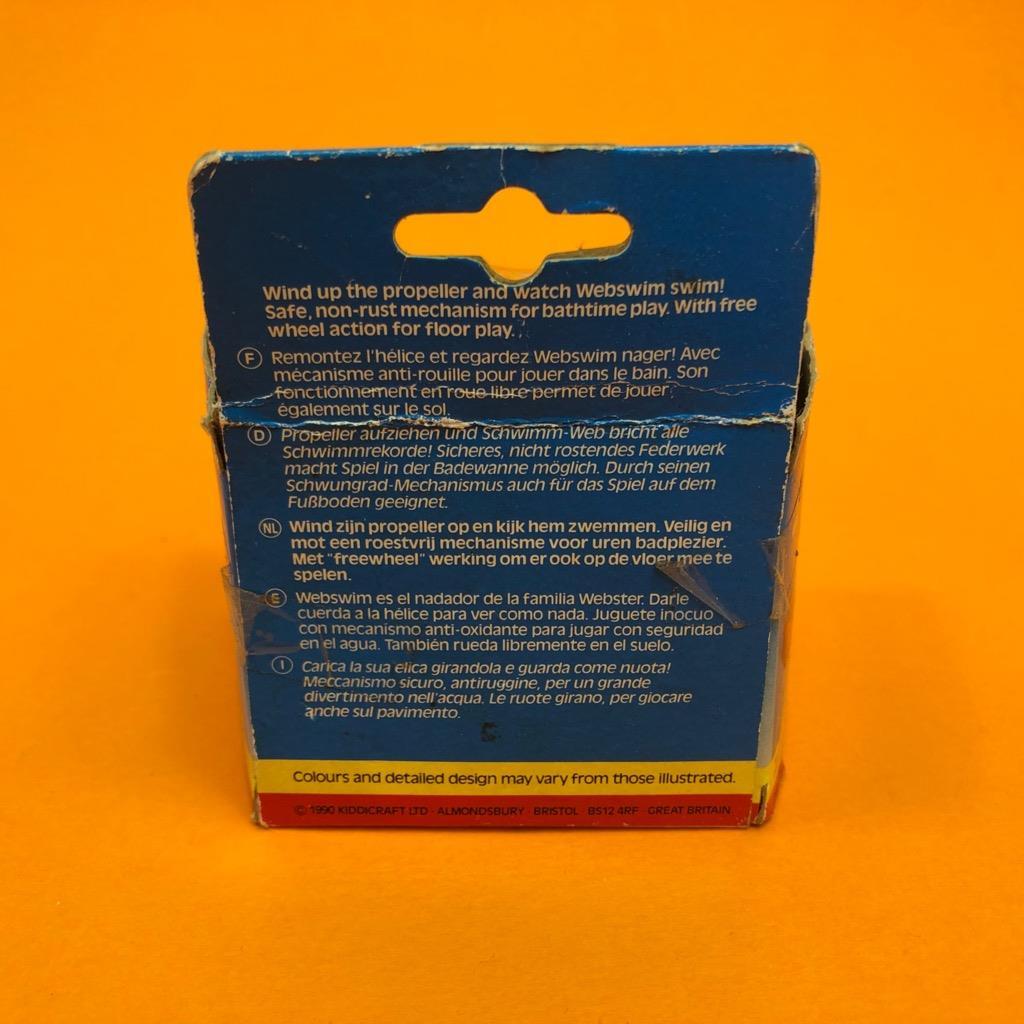 Wind up the propeller and watch Webswim swim!
Safe, non-rust mechanism for bathtime play. With free
wheel action for floor play.
F Remontez l'hélice et regardez Webswim nager! Avec
mécanisme anti-rouille pour jouer dans le bain. Son
fonctionnement en roue libre permet de jouer
également sur le sol.
D Propeller aufziehen und Schwimm-Web bricht alle
Schwimmrekorde! Sicheres, nicht rostendes Federwerk
macht Spiel in der Badewanne möglich. Durch seinen
Schwungrad-Mechanismus auch für das Spiel auf dem
Fußboden geeignet.
NL Wind zijn propeller op en kijk hem zwemmen. Veilig en
mot een roestvrij mechanisme voor uren badplezier.
Met "freewheel" werking om er ook op de vloer mee te
spelen.
E Webswim es el nadador de la familia Webster. Darle
cuerda a la hélice para ver como nada. Juguete inocuo
con mecanismo anti-oxidante para jugar con seguridad
en el agua. También rueda libremente en el suelo.
I Carica la sua elica girandola e guarda come nuota!
Meccanismo sicuro, antiruggine, per un grande
divertimento nell'acqua. Le ruote girano, per giocare
anche sul pavimento.
Colours and detailed design may vary from those illustrated.
© 1990 KIDDICRAFT LTD · ALMONDSBURY · BRISTOL · BS12 4RF · GREAT BRITAIN.